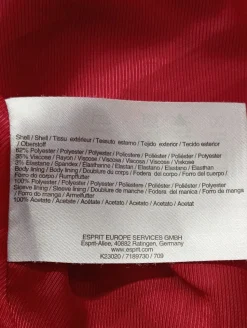 Shell / Shell / Tissu extérieur / Tessuto esterno / Tejido exterior / Tecido exterior
/ Oberstoff
62% Polyester / Polyester / Polyester / Poliestere / Poliéster / Poliéster / Polyester
35% Viscose / Rayon / Viscose / Viscosa / Viscosa / Viscose / Viskose
3% Elastane / Spandex / Élasthanne / Elastan / Elastano / Elastano / Elasthan
Body lining / Body lining / Doublure du corps / Fodera del corpo / Forro del cuerpo /
Forro do corpo / Rumpffutter
100% Polyester / Polyester / Polyester / Poliestere / Poliéster / Poliéster / Polyester
Sleeve lining / Sleeve lining / Doublure de manche / Fodera del manica / Forro de manga
/ Forro do manga / Ärmelfutter
100% Acetate / Acetate / Acétate / Acetato / Acetato / Acetato / Acetat
ESPRIT EUROPE SERVICES GMBH
Esprit-Allee, 40882 Ratingen, Germany
www.esprit.com
K23020 / 7189730 / 709